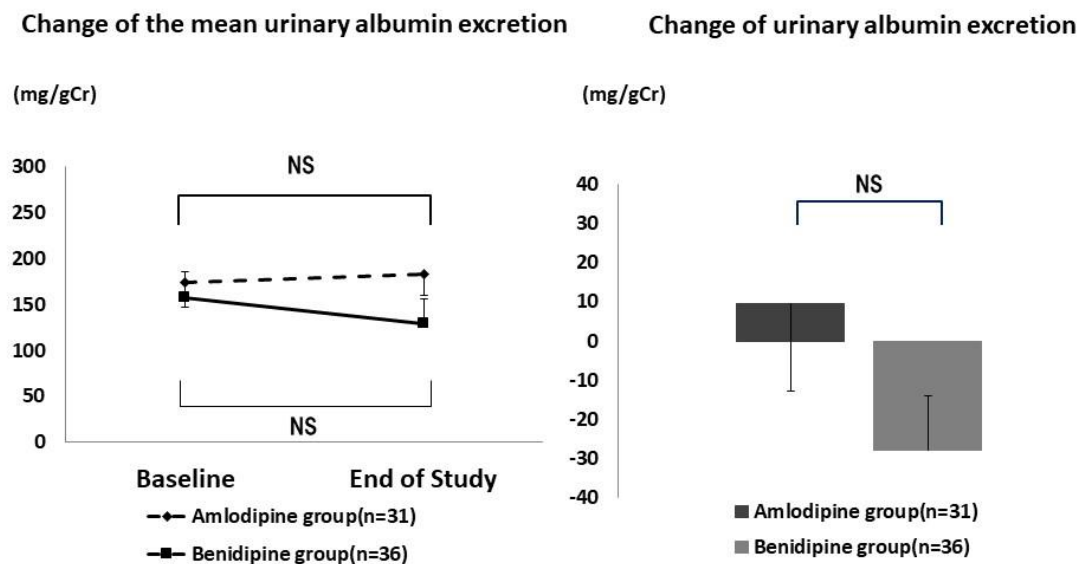 Change of the mean urinary albumin excretion
(mg/gCr)
300
250
200
150
100
50
0
NS
NS
Baseline
End of Study
Amlodipine group(n=31)
Benidipine group(n=36)
Change of urinary albumin excretion
(mg/gCr)
40
30
20
10
0
-10
-20
-30
-40
NS
Amlodipine group(n=31)
Benidipine group(n=36)